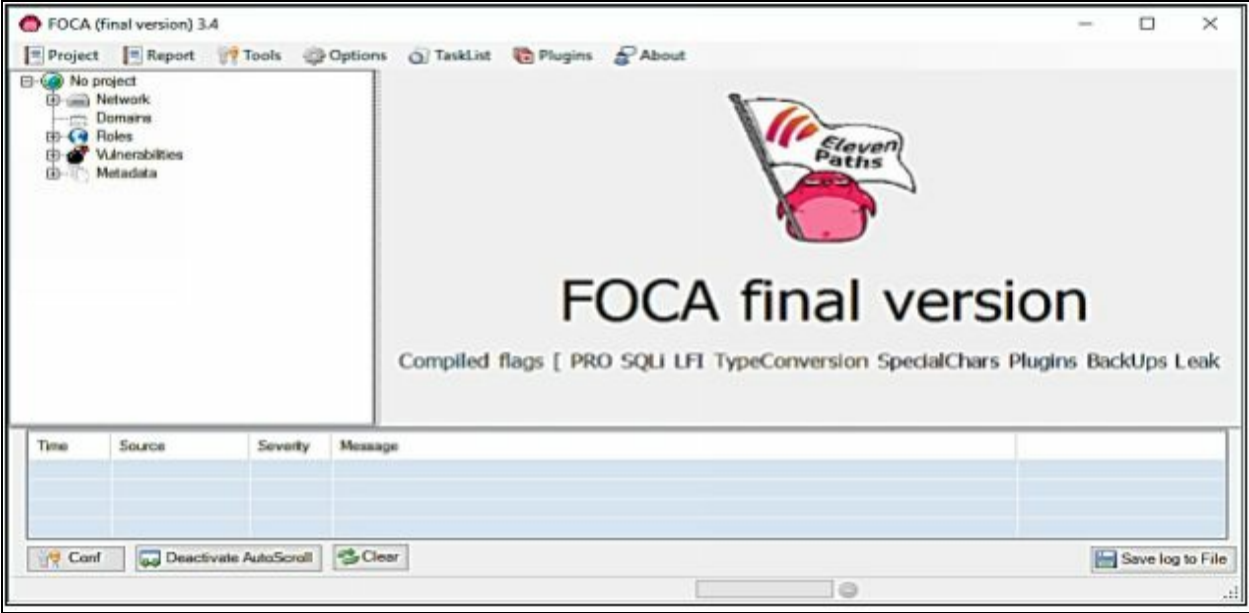 FOCA (final version) 3.4
Project Report Tools Options TaskList Plugins About
No project
Network
Domains
Roles
Vulnerabilities
Metadata
Eleven
Paths
FOCA final version
Compiled flags [ PRO SQLi LFI TypeConversion SpecialChars Plugins BackUps Leak
Time Source Severity Message
Conf Deactivate AutoScroll Clear Save log to File